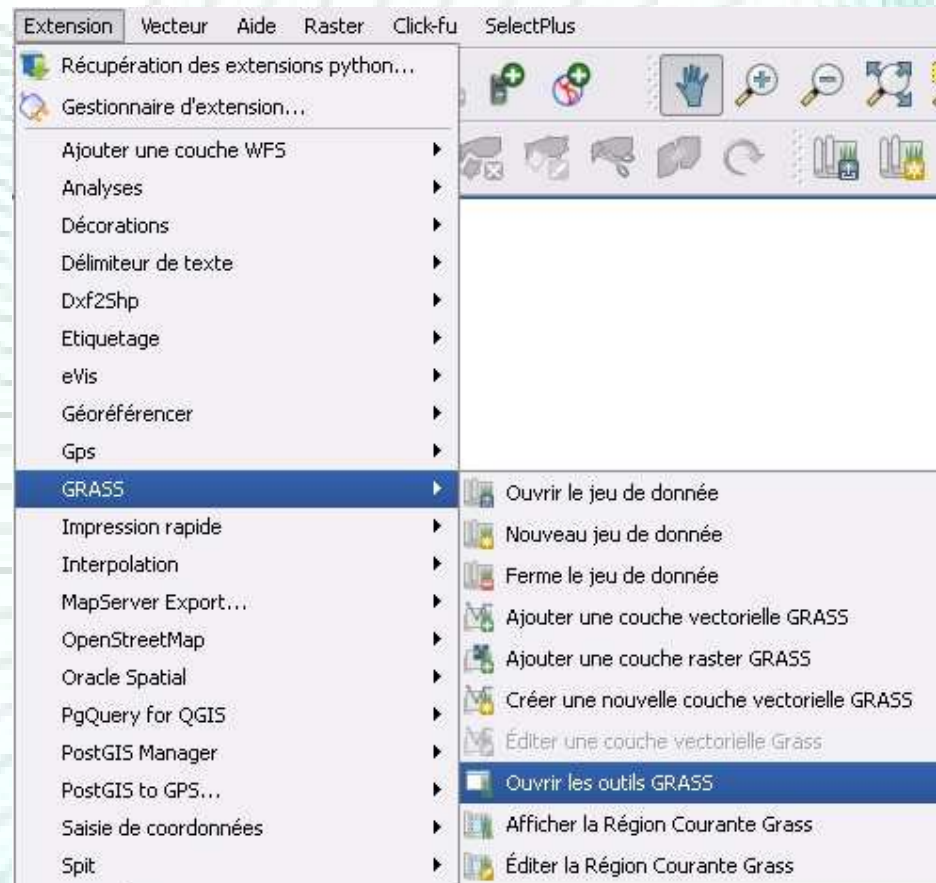 Extension Vecteur Aide Raster Click-fu SelectPlus
Récupération des extensions python...
Gestionnaire d'extension...
Ajouter une couche WFS
Analyses
Décorations
Délimiteur de texte
Dxf2Shp
Etiquetage
eVis
Géoréférencer
Gps
GRASS
Impression rapide
Interpolation
MapServer Export...
OpenStreetMap
Oracle Spatial
PgQuery for QGIS
PostGIS Manager
PostGIS to GPS...
Saisie de coordonnées
Spit
Ouvrir le jeu de donnée
Nouveau jeu de donnée
Ferme le jeu de donnée
Ajouter une couche vectorielle GRASS
Ajouter une couche raster GRASS
Créer une nouvelle couche vectorielle GRASS
Éditer une couche vectorielle Grass
Ouvrir les outils GRASS
Afficher la Région Courante Grass
Éditer la Région Courante Grass